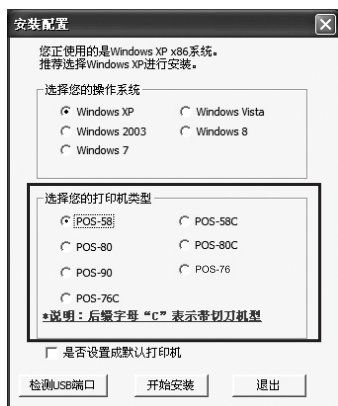 安装配置
您正使用的是Windows XP x86系统。
推荐选择Windows XP进行安装。
选择您的操作系统
Windows XP Windows Vista
Windows 2003 Windows 8
Windows 7
选择您的打印机类型
POS-58 POS-58C
POS-80 POS-80C
POS-90 POS-76
POS-76C
*说明：后缀字母“C”表示带切刀机型
是否设置成默认打印机
检测USB端口 开始安装 退出